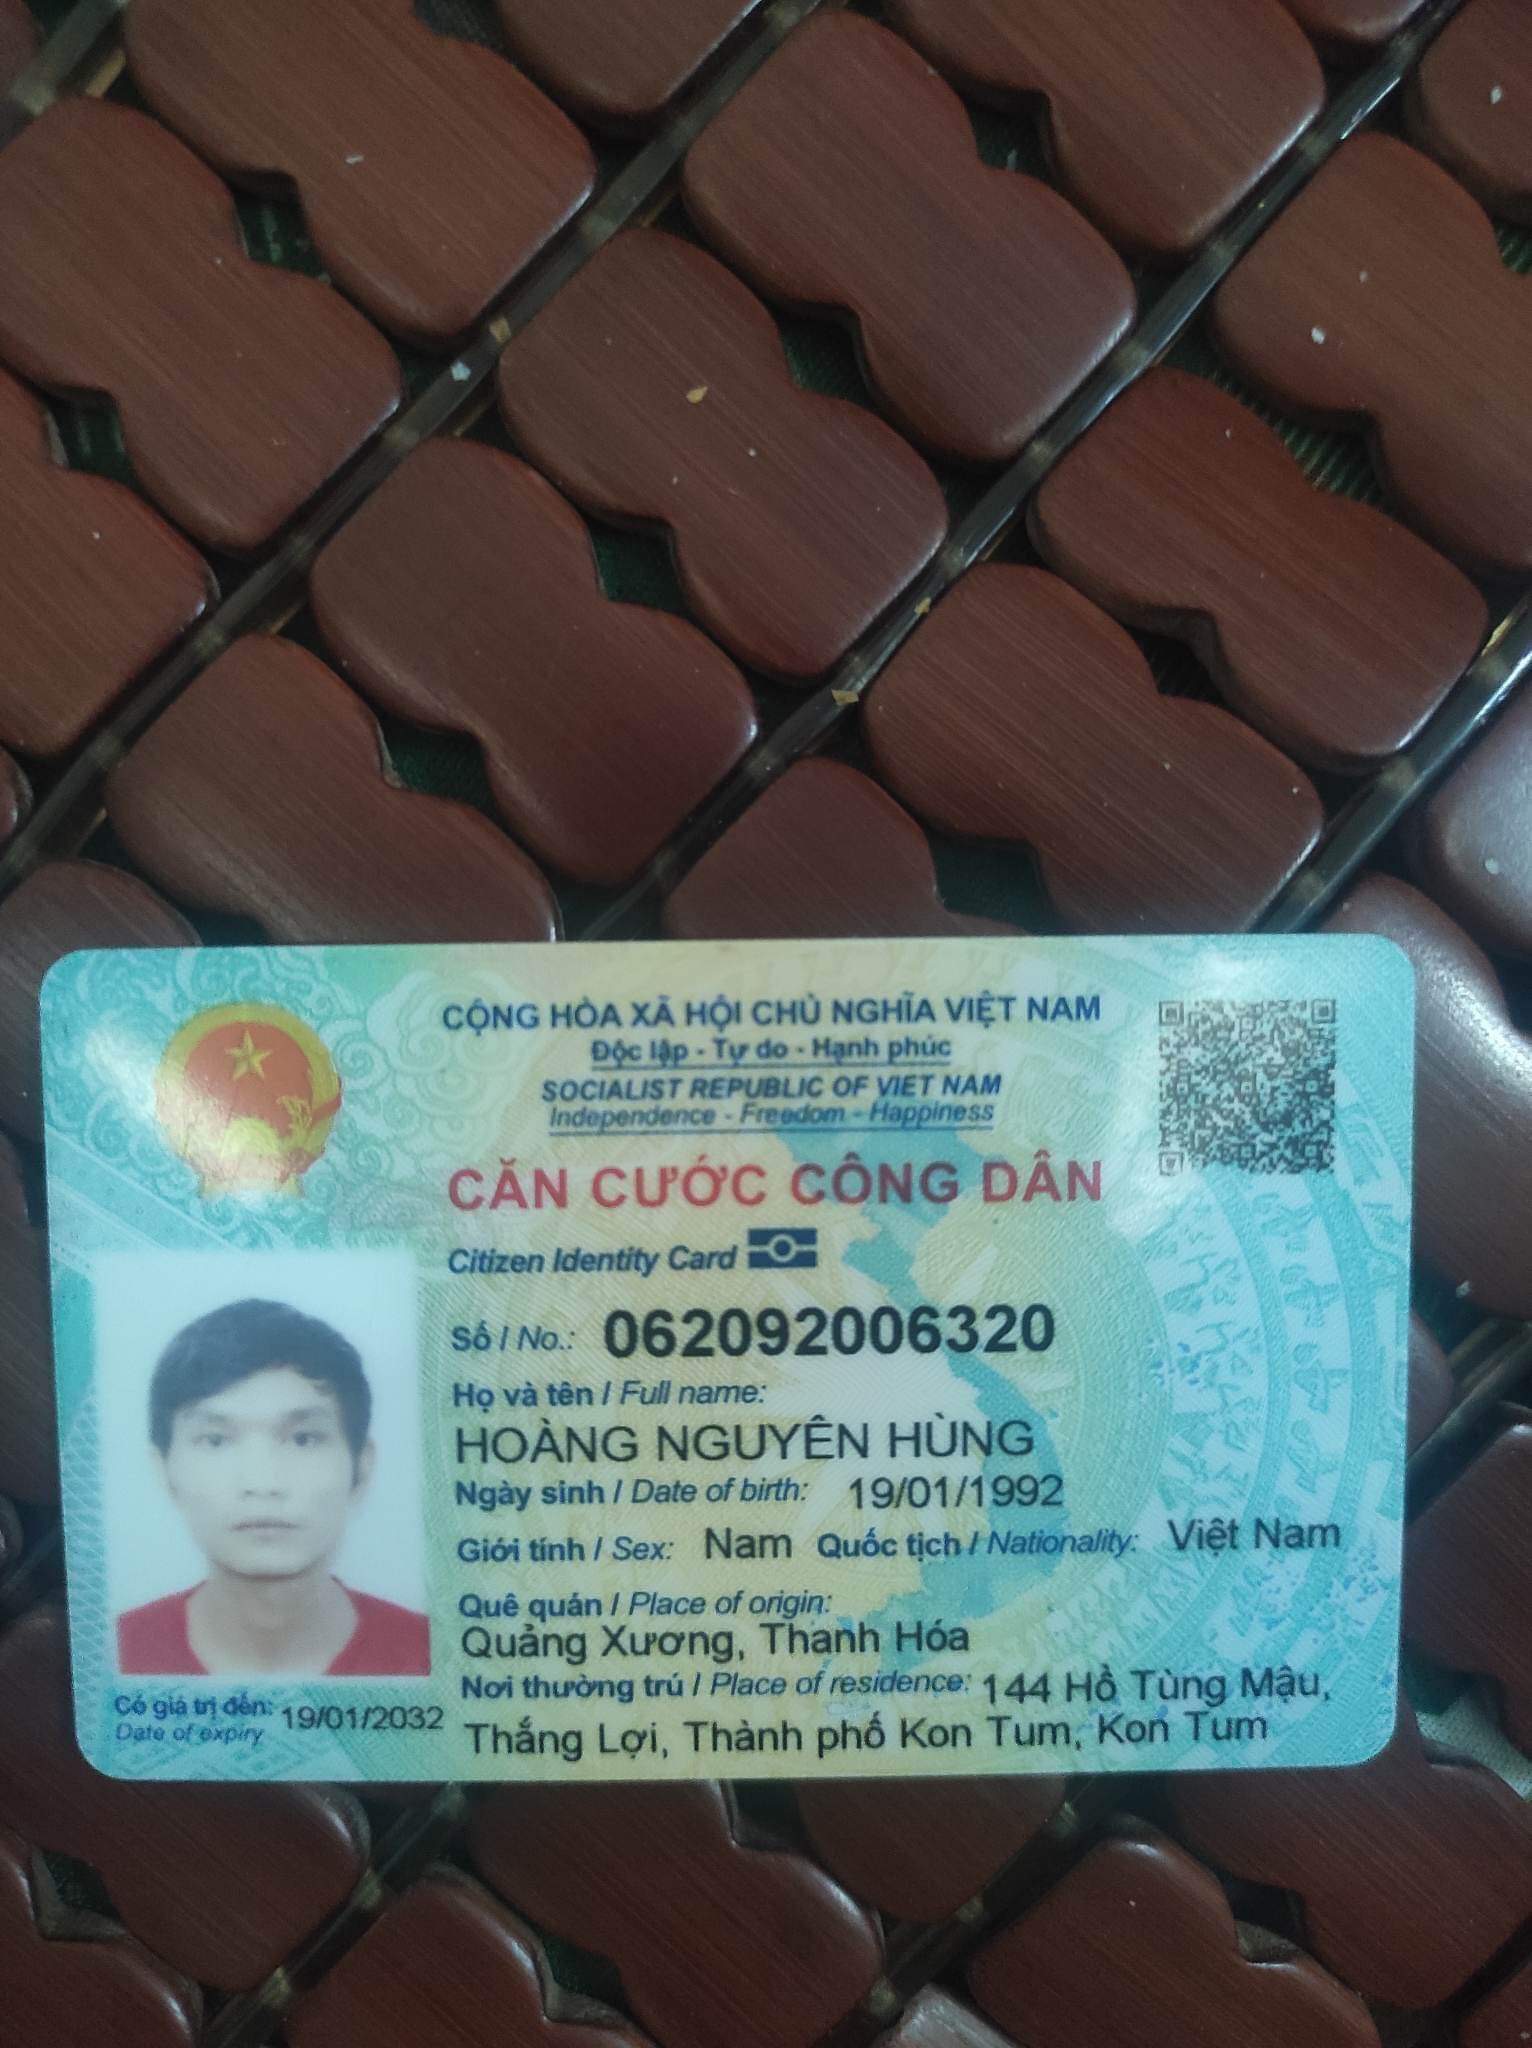 CỘNG HÒA XÃ HỘI CHỦ NGHĨA VIỆT NAM
Độc lập - Tự do - Hạnh phúc
SOCIALIST REPUBLIC OF VIET NAM
Independence - Freedom - Happiness
CĂN CƯỚC CÔNG DÂN
Citizen Identity Card
Số / No.: 062092006320
Họ và tên / Full name:
HOÀNG NGUYÊN HÙNG
Ngày sinh / Date of birth: 19/01/1992
Giới tính / Sex: Nam Quốc tịch / Nationality: Việt Nam
Quê quán / Place of origin:
Quảng Xương, Thanh Hóa
Nơi thường trú / Place of residence: 144 Hồ Tùng Mậu,
Thắng Lợi, Thành phố Kon Tum, Kon Tum
Có giá trị đến: 19/01/2032
Date of expiry